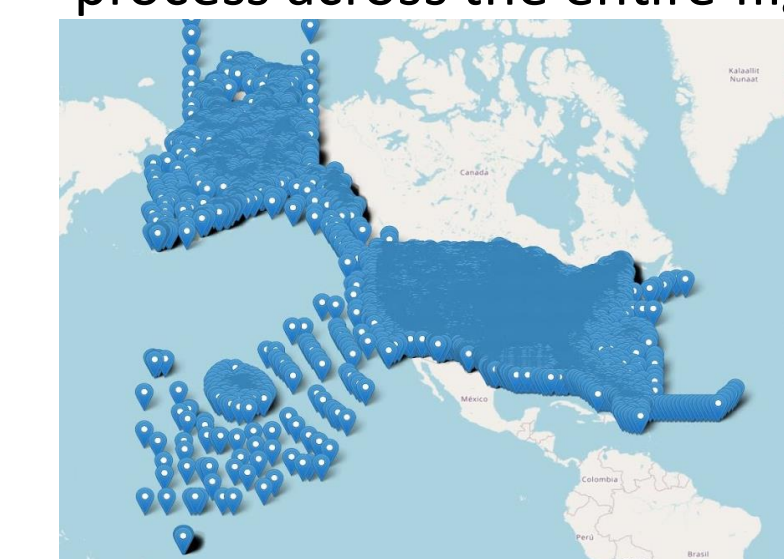 process across the entire
Kalaallit
Nunaat
Canada
México
Colombia
Perú
Brasil